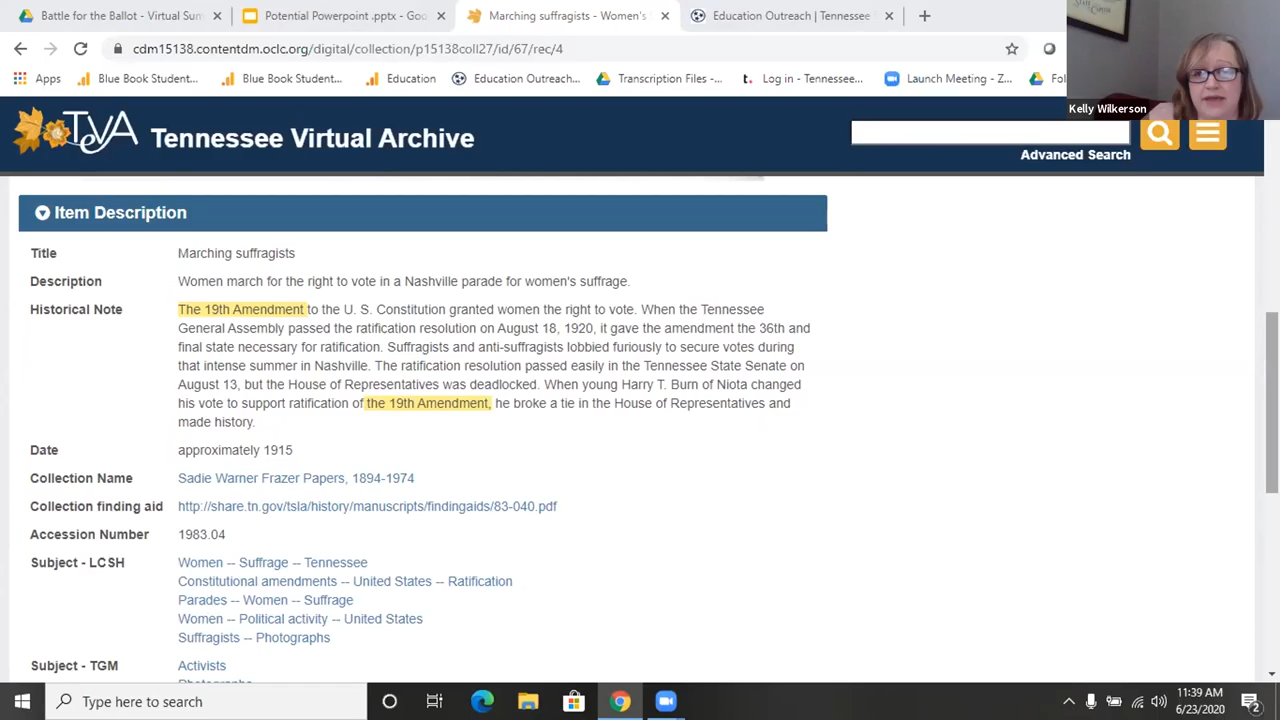 Battle for the Ballot - Virtual Sum
Potential Powerpoint .pptx - Goo
Marching suffragists - Women's
Education Outreach | Tennessee
cdm15138.contentdm.oclc.org/digital/collection/p15138coll27/id/67/rec/4
Apps
Blue Book Student...
Blue Book Student...
Education
Education Outreach...
Transcription Files -...
t. Log in - Tennessee...
Launch Meeting - Z...
Fol
Kelly Wilkerson
TeVA
Tennessee Virtual Archive
Advanced Search
Item Description
Title Marching suffragists
Description Women march for the right to vote in a Nashville parade for women's suffrage.
Historical Note The 19th Amendment to the U. S. Constitution granted women the right to vote. When the Tennessee
General Assembly passed the ratification resolution on August 18, 1920, it gave the amendment the 36th and
final state necessary for ratification. Suffragists and anti-suffragists lobbied furiously to secure votes during
that intense summer in Nashville. The ratification resolution passed easily in the Tennessee State Senate on
August 13, but the House of Representatives was deadlocked. When young Harry T. Burn of Niota changed
his vote to support ratification of the 19th Amendment, he broke a tie in the House of Representatives and
made history.
Date approximately 1915
Collection Name Sadie Warner Frazer Papers, 1894-1974
Collection finding aid http://share.tn.gov/tsla/history/manuscripts/findingaids/83-040.pdf
Accession Number 1983.04
Subject - LCSH Women -- Suffrage -- Tennessee
Constitutional amendments -- United States -- Ratification
Parades -- Women -- Suffrage
Women -- Political activity -- United States
Suffragists -- Photographs
Subject - TGM Activists
Type here to search
11:39 AM
6/23/2020
2